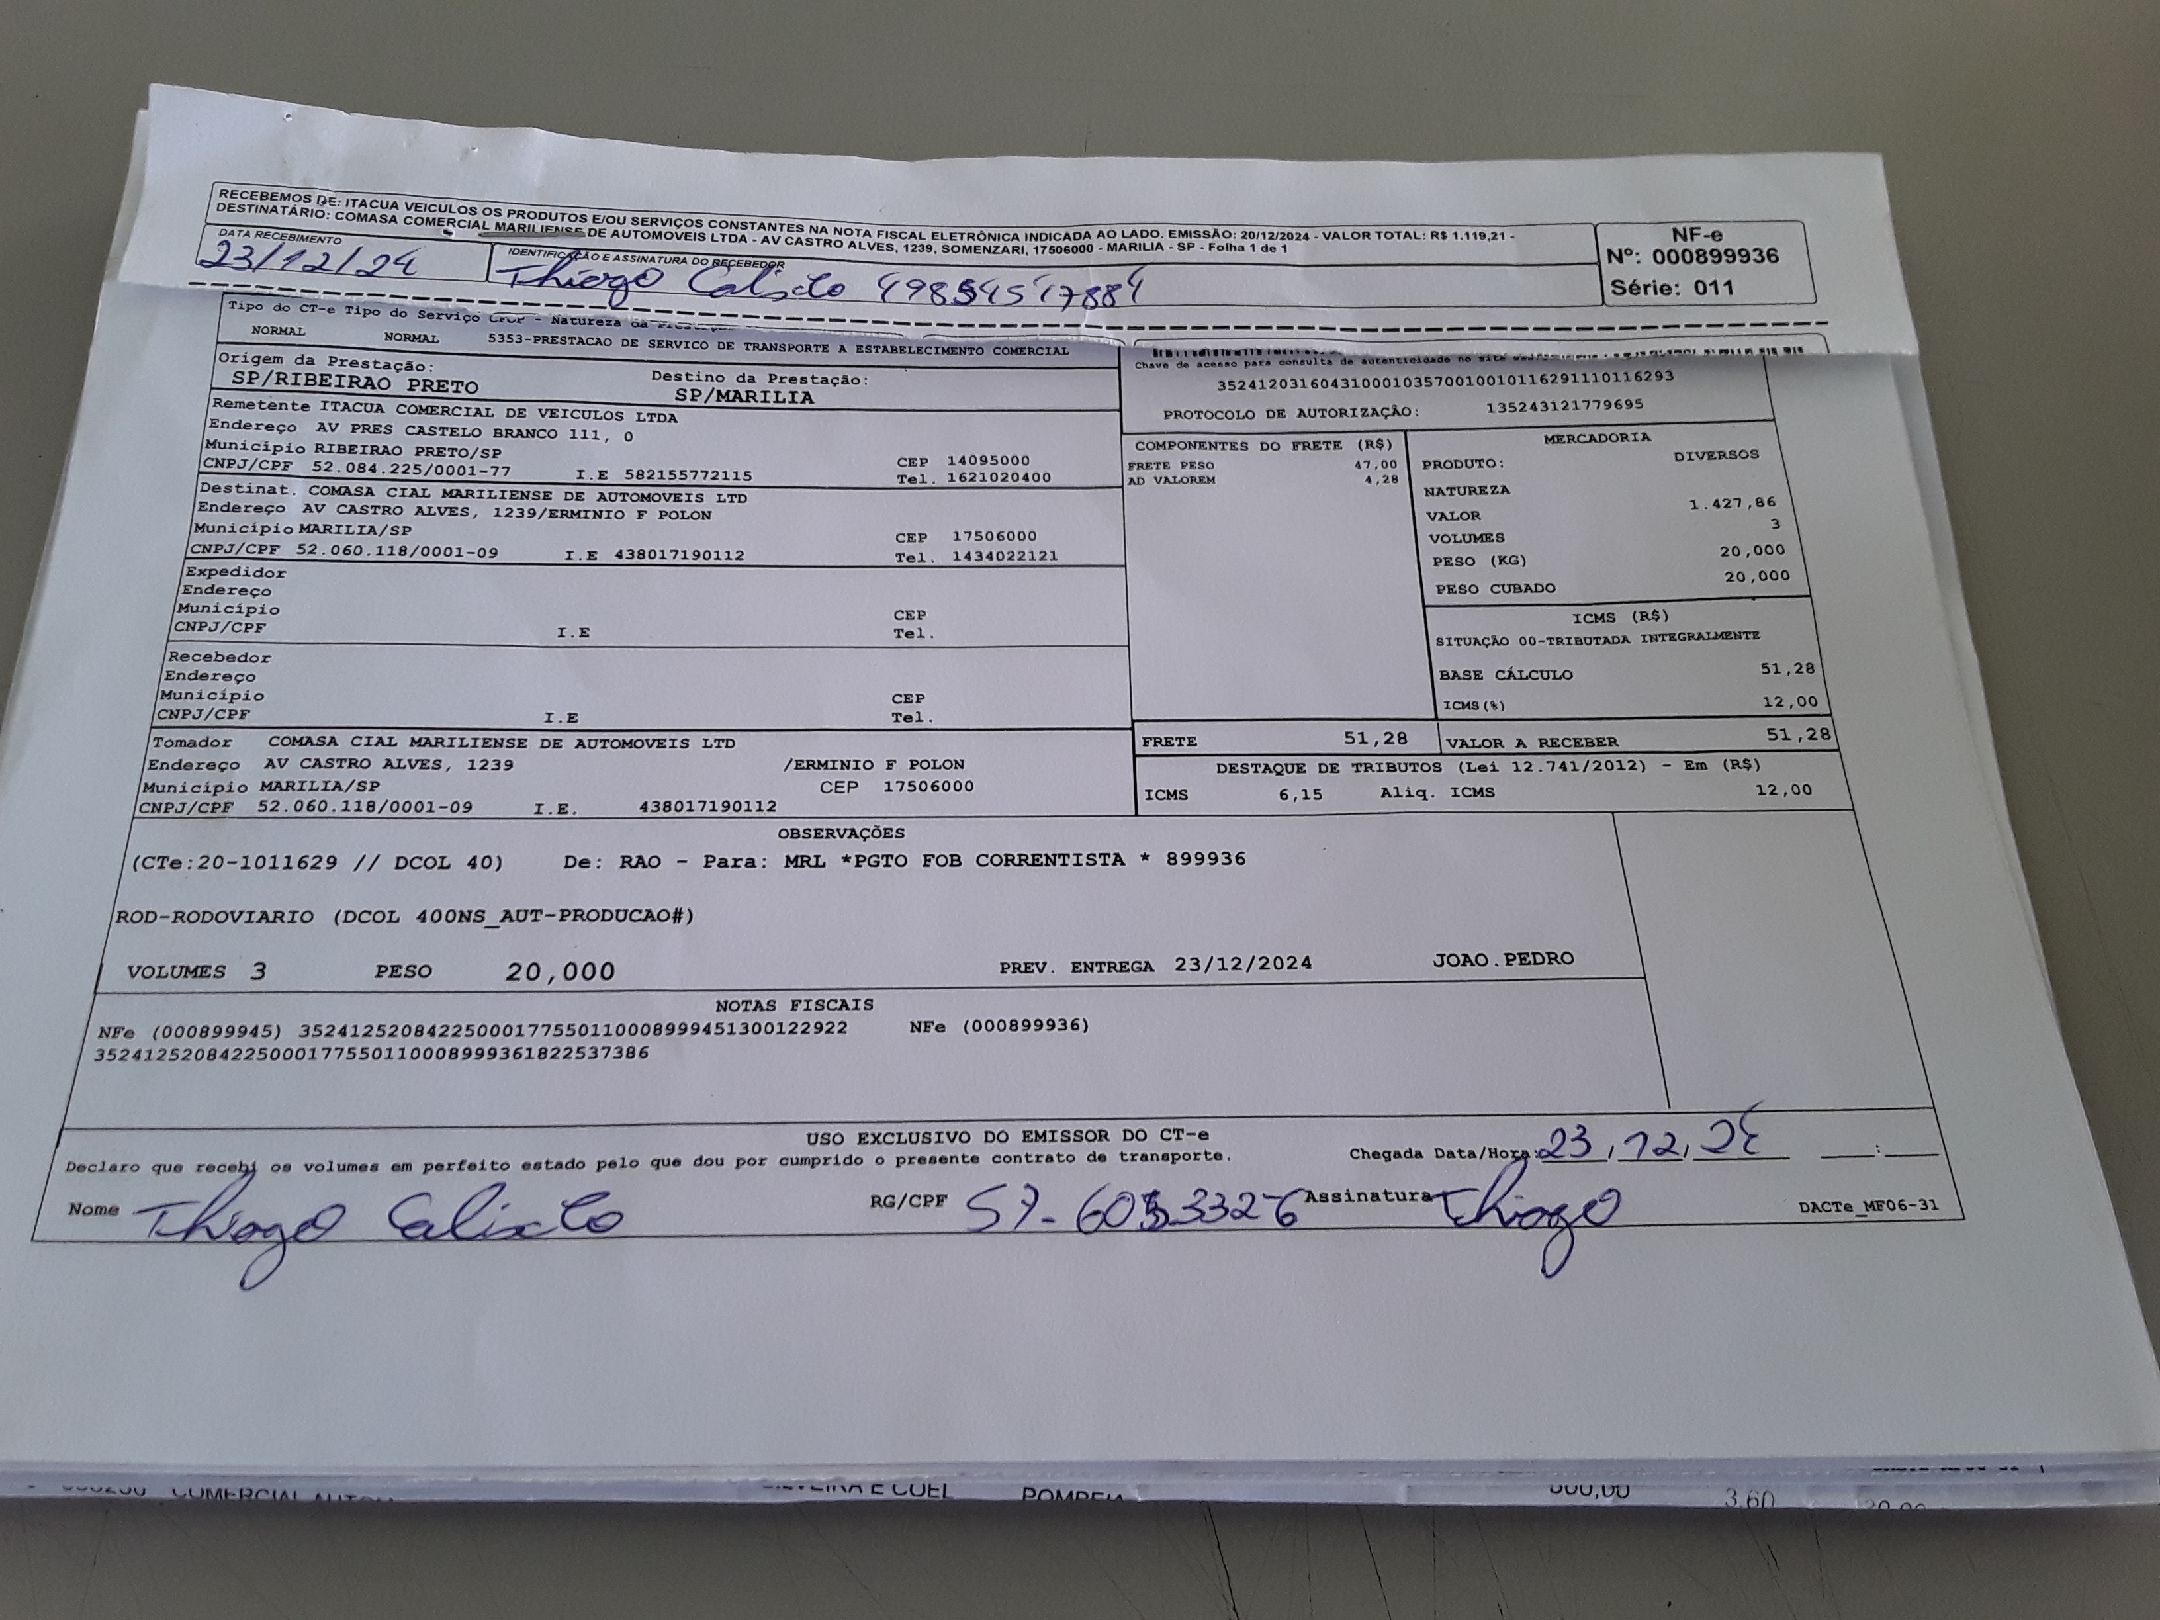 RECEBEMOS DE: ITACUA VEICULOS OS PRODUTOS E/OU SERVIÇOS CONSTANTES NA NOTA FISCAL ELETRÔNICA INDICADA AO LADO. EMISSÃO: 20/12/2024 - VALOR TOTAL: R$ 1.119,21 -
DESTINATÁRIO: COMASA COMERCIAL MARILIENSE DE AUTOMOVEIS LTDA - AV CASTRO ALVES, 1239, SOMENZARI, 17506000 - MARILIA - SP - Folha 1 de 1
NF-e
Nº: 000899936
Série: 011
DATA RECEBIMENTO
23/12/24
IDENTIFICAÇÃO E ASSINATURA DO RECEBEDOR
Thiago Calixto
Tipo do CT-e Tipo do Serviço CFOP - Natureza da
NORMAL NORMAL 5353-PRESTACAO DE SERVICO DE TRANSPORTE A ESTABELECIMENTO COMERCIAL
Chave de acesso para consulta de autenticidade no site
35241203160431000103570010010116291110116293
PROTOCOLO DE AUTORIZAÇÃO: 135243121779695
Origem da Prestação: Destino da Prestação:
SP/RIBEIRAO PRETO SP/MARILIA
Remetente ITACUA COMERCIAL DE VEICULOS LTDA
Endereço AV PRES CASTELO BRANCO 111, 0
Município RIBEIRAO PRETO/SP CEP 14095000
CNPJ/CPF 52.084.225/0001-77 I.E 582155772115 Tel. 1621020400
Destinat. COMASA CIAL MARILIENSE DE AUTOMOVEIS LTD
Endereço AV CASTRO ALVES, 1239/ERMINIO F POLON
Município MARILIA/SP CEP 17506000
CNPJ/CPF 52.060.118/0001-09 I.E 438017190112 Tel. 1434022121
Expedidor
Endereço
Município CEP
CNPJ/CPF I.E Tel.
Recebedor
Endereço
Município CEP
CNPJ/CPF I.E Tel.
Tomador COMASA CIAL MARILIENSE DE AUTOMOVEIS LTD
Endereço AV CASTRO ALVES, 1239 /ERMINIO F POLON
Município MARILIA/SP CEP 17506000
CNPJ/CPF 52.060.118/0001-09 I.E. 438017190112
COMPONENTES DO FRETE (R$)
FRETE PESO 47,00
AD VALOREM 4,28
MERCADORIA
PRODUTO: DIVERSOS
NATUREZA
VALOR 1.427,86
VOLUMES 3
PESO (KG) 20,000
PESO CUBADO 20,000
ICMS (R$)
SITUAÇÃO 00-TRIBUTADA INTEGRALMENTE
BASE CÁLCULO 51,28
ICMS(%) 12,00
FRETE 51,28 VALOR A RECEBER 51,28
DESTAQUE DE TRIBUTOS (Lei 12.741/2012) - Em (R$)
ICMS 6,15 Aliq. ICMS 12,00
OBSERVAÇÕES
(CTe:20-1011629 // DCOL 40) De: RAO - Para: MRL *PGTO FOB CORRENTISTA * 899936
ROD-RODOVIARIO (DCOL 400NS_AUT-PRODUCAO#)
VOLUMES 3 PESO 20,000 PREV. ENTREGA 23/12/2024 JOAO.PEDRO
NOTAS FISCAIS
NFe (000899945) 35241252084225000177550110008999451300122922 NFe (000899936)
35241252084225000177550110008999361822537386
USO EXCLUSIVO DO EMISSOR DO CT-e
Declaro que recebi os volumes em perfeito estado pelo que dou por cumprido o presente contrato de transporte. Chegada Data/Hora: 23, 12, 24 :
Nome Thiago Calixto RG/CPF Assinatura Thiago DACTe_MF06-31
POMPEIA
3,60